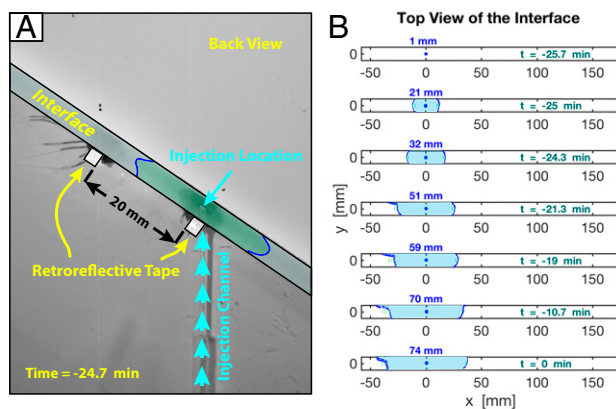 A
Back View
Interface
Injection Location
20 mm
Retroreflective Tape
Injection Channel
Time = -24.7 min
B
Top View of the Interface
1 mm
0
t = -25.7 min
-50 0 50 100 150
21 mm
0
t = -25 min
-50 0 50 100 150
32 mm
0
t = -24.3 min
-50 0 50 100 150
51 mm
0
t = -21.3 min
-50 0 50 100 150
59 mm
0
t = -19 min
-50 0 50 100 150
70 mm
0
t = -10.7 min
-50 0 50 100 150
74 mm
0
t = 0 min
-50 0 50 100 150
y [mm]
x [mm]